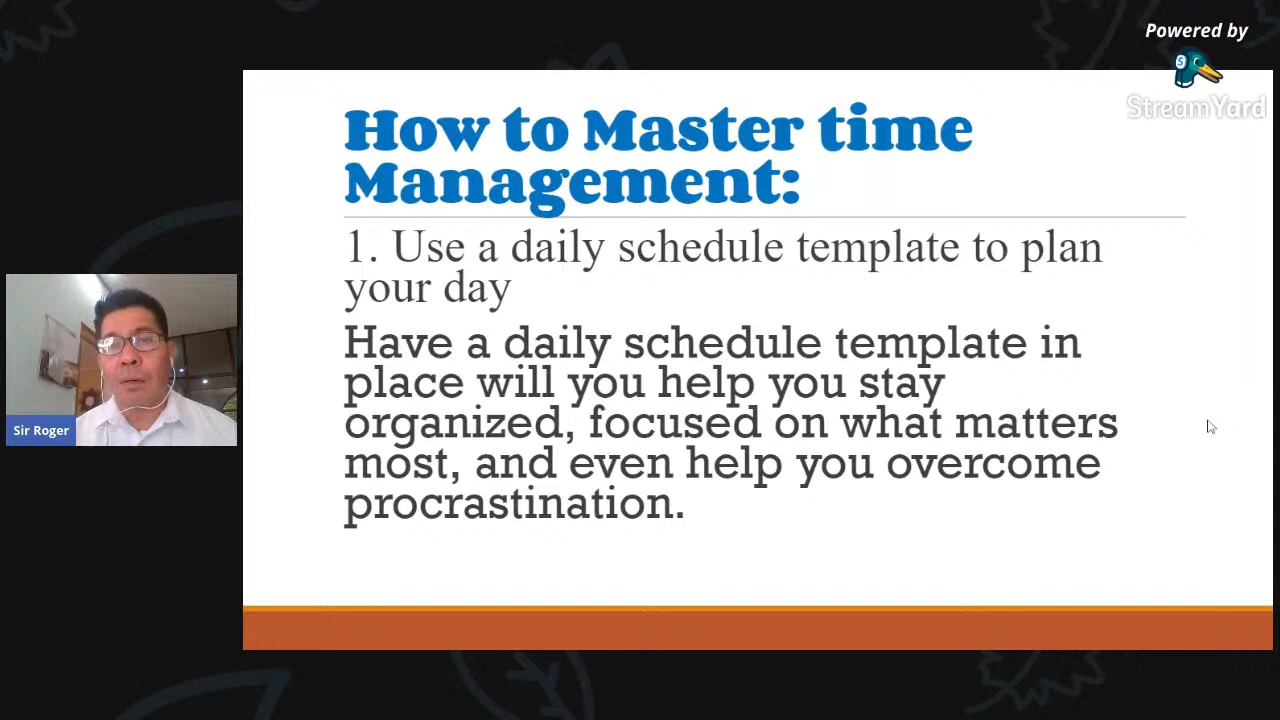 Powered by
StreamYard
How to Master time
Management:
1. Use a daily schedule template to plan
your day
Have a daily schedule template in
place will you help you stay
organized, focused on what matters
most, and even help you overcome
procrastination.
Sir Roger